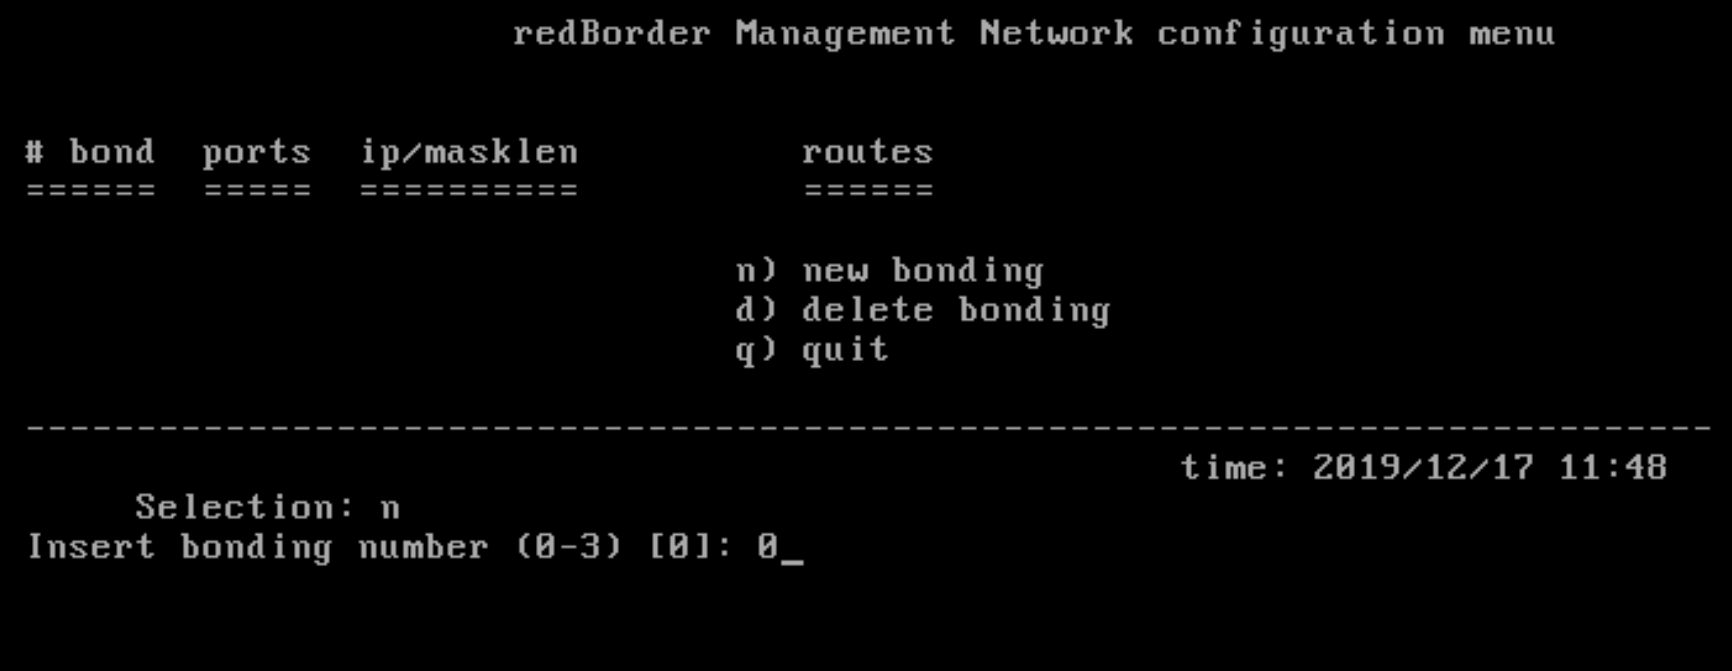 redBorder Management Network configuration menu
# bond  ports  ip/masklen  routes
======  =====  ==========  ======
n) new bonding
d) delete bonding
q) quit
----------------------------------------------------------------------------
time: 2019/12/17 11:48
Selection: n
Insert bonding number (0-3) [0]: 0_